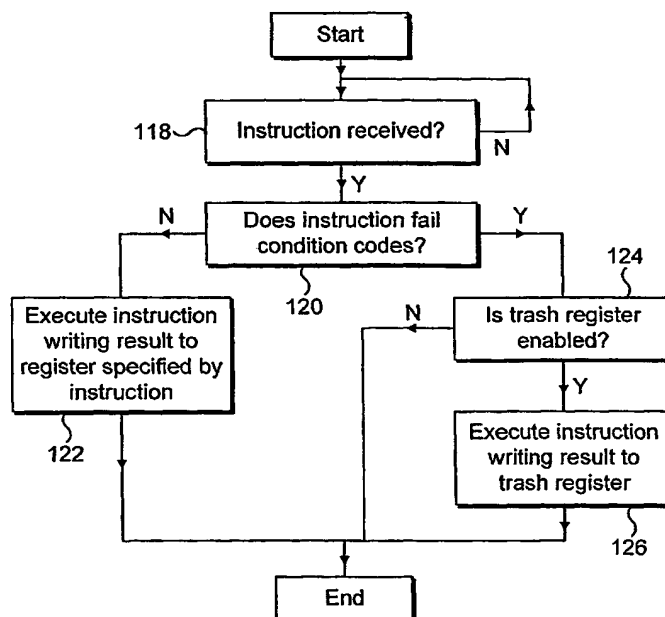 Start
118
Instruction received?
N
Y
N
Does instruction fail
condition codes?
Y
120
124
Execute instruction
writing result to
register specified by
instruction
N
Is trash register
enabled?
122
Y
Execute instruction
writing result to
trash register
126
End